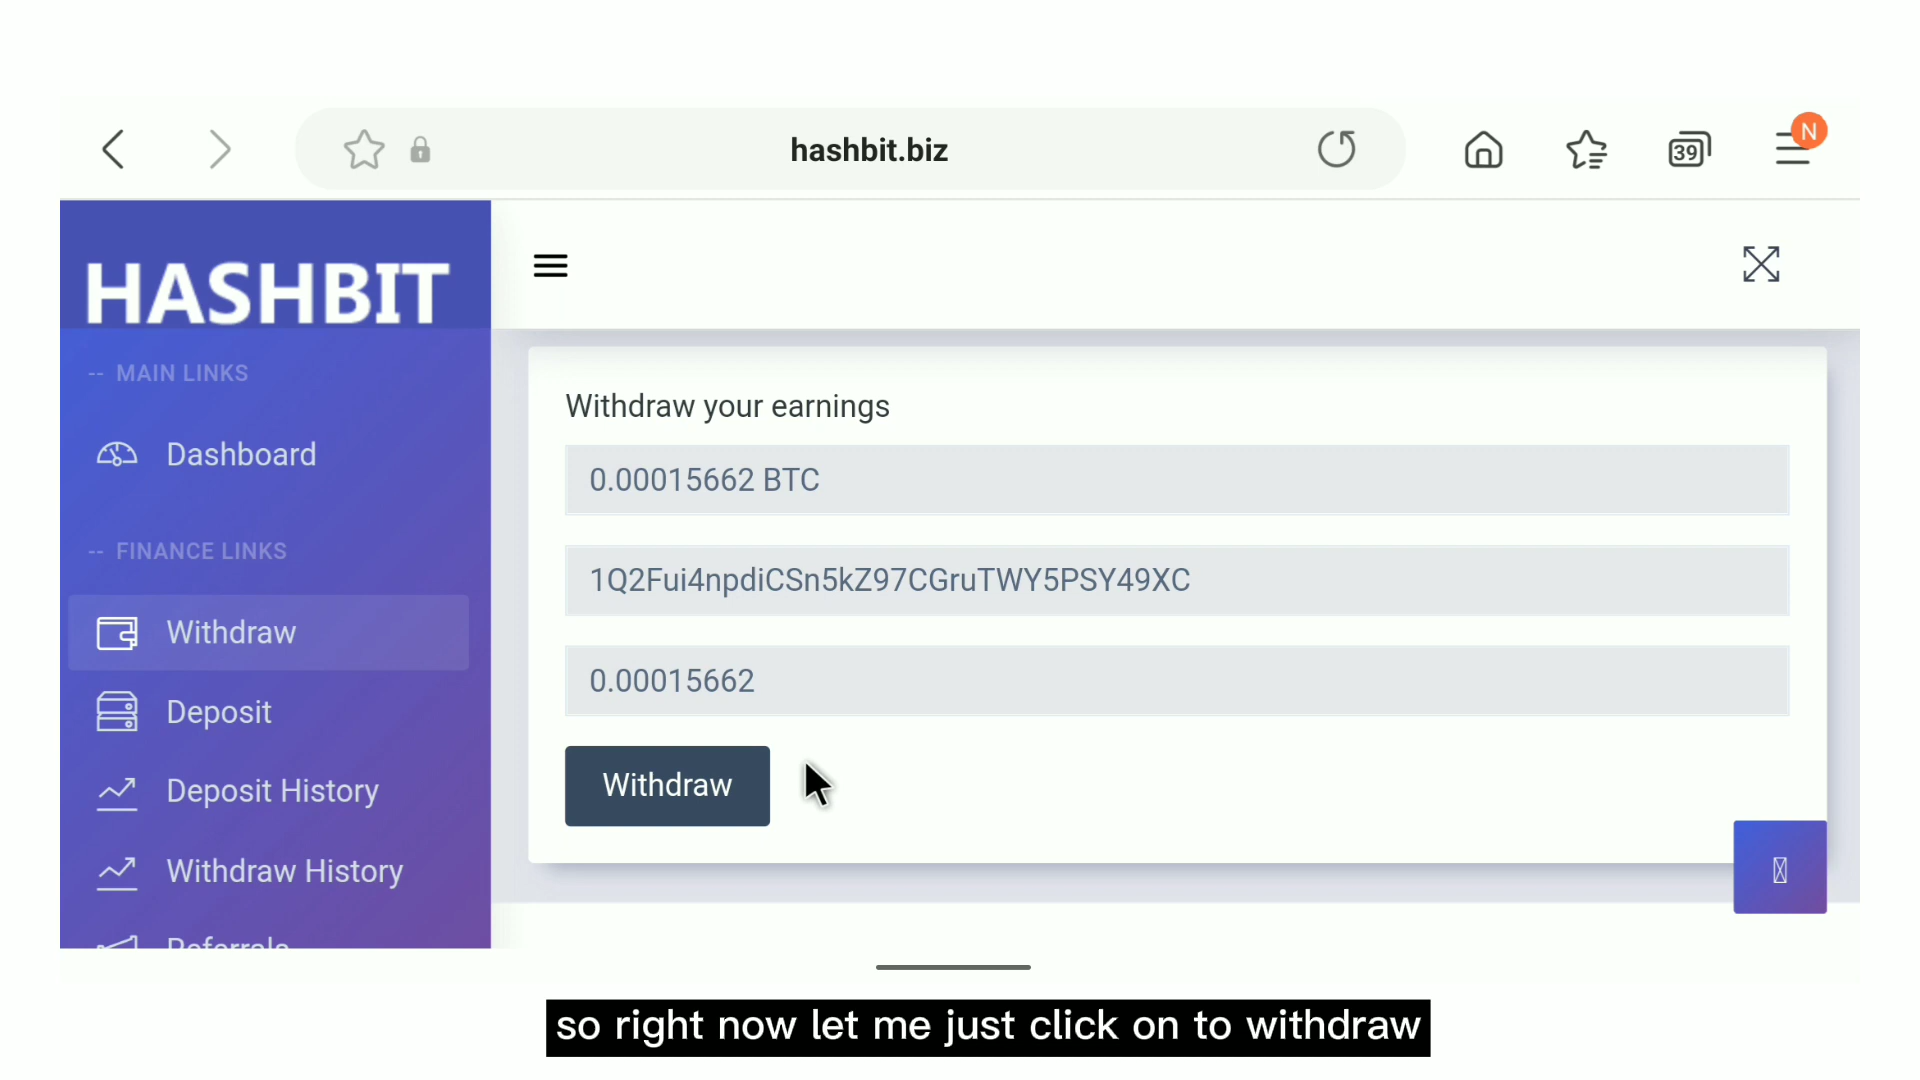 hashbit.biz
39
N
HASHBIT
-- MAIN LINKS
Dashboard
-- FINANCE LINKS
Withdraw
Deposit
Deposit History
Withdraw History
Referrals
Withdraw your earnings
0.00015662 BTC
1Q2Fui4npdiCSn5kZ97CGruTWY5PSY49XC
0.00015662
Withdraw
so right now let me just click on to withdraw